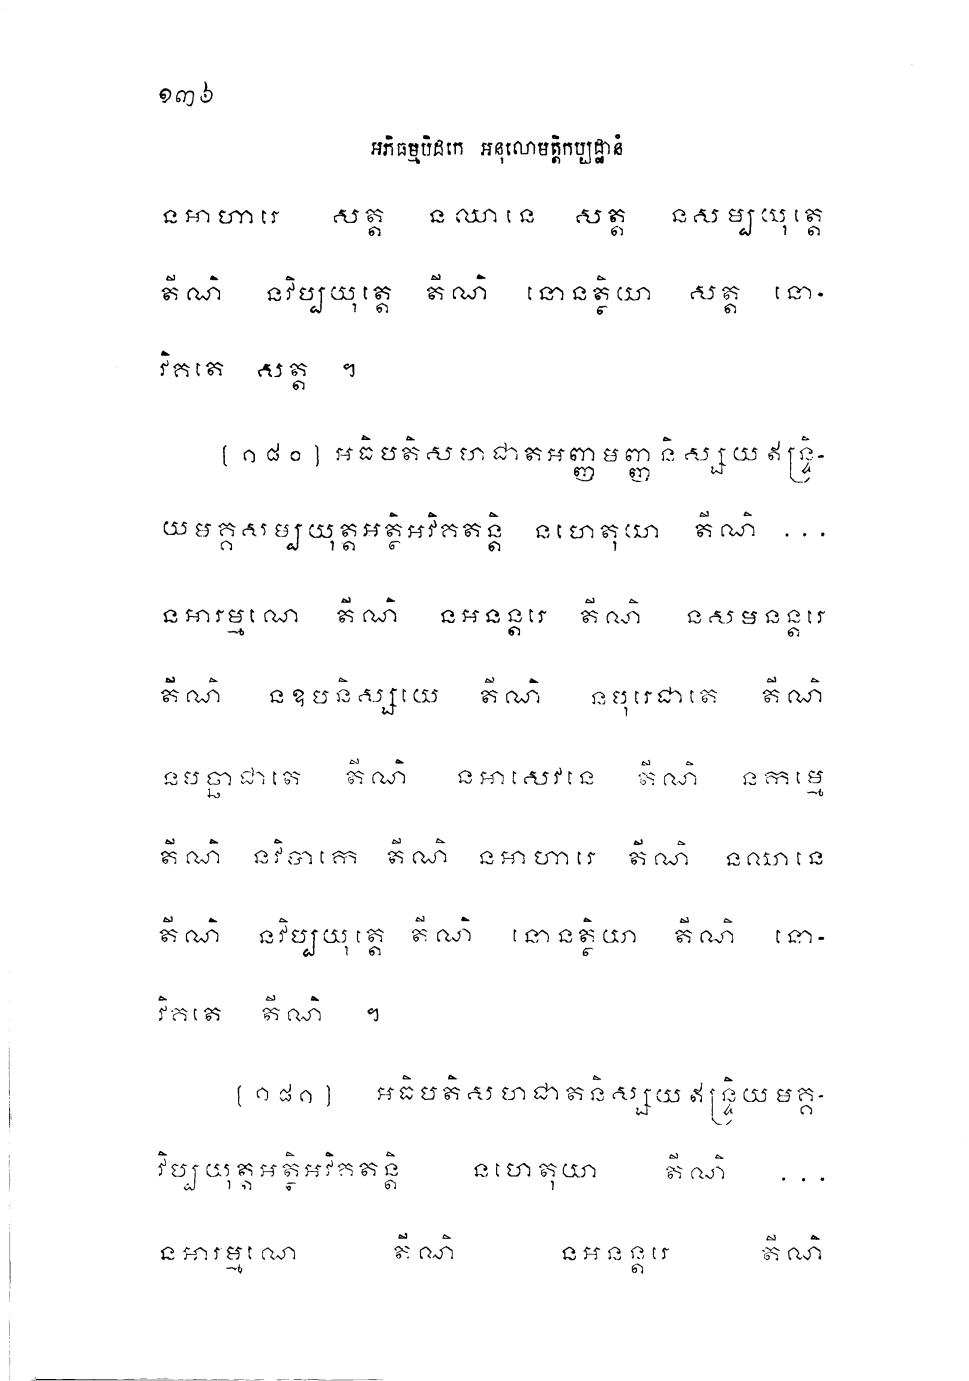 ១៣៦
អភិធម្មបិដកេ អនុលោមត្តិកប្បដ្ឋានំ
នអាហារេ សត្ត នឈានេ សត្ត នសម្បយុត្តេ
តីណិ នវិប្បយុត្តេ តីណិ នោនត្ថិយា សត្ត នោ-
វិគតេ សត្ត ។
[១៨០] អធិបតិសហជាតអញ្ញមញ្ញនិស្សយឥន្ទ្រិ-
យមគ្គសម្បយុត្តអត្ថិអវិគតន្តិ នហេតុយា តីណិ ...
នអារម្មណេ តីណិ នអនន្តរេ តីណិ នសមនន្តរេ
តីណិ នឧបនិស្សយេ តីណិ នបុរេជាតេ តីណិ
នបច្ឆាជាតេ តីណិ នអាសេវនេ តីណិ នកម្មេ
តីណិ នវិបាកេ តីណិ នអាហារេ តីណិ នឈានេ
តីណិ នវិប្បយុត្តេ តីណិ នោនត្ថិយា តីណិ នោ-
វិគតេ តីណិ ។
[១៨១] អធិបតិសហជាតនិស្សយឥន្ទ្រិយមគ្គ-
វិប្បយុត្តអត្ថិអវិគតន្តិ នហេតុយា តីណិ ...
នអារម្មណេ តីណិ នអនន្តរេ តីណិ